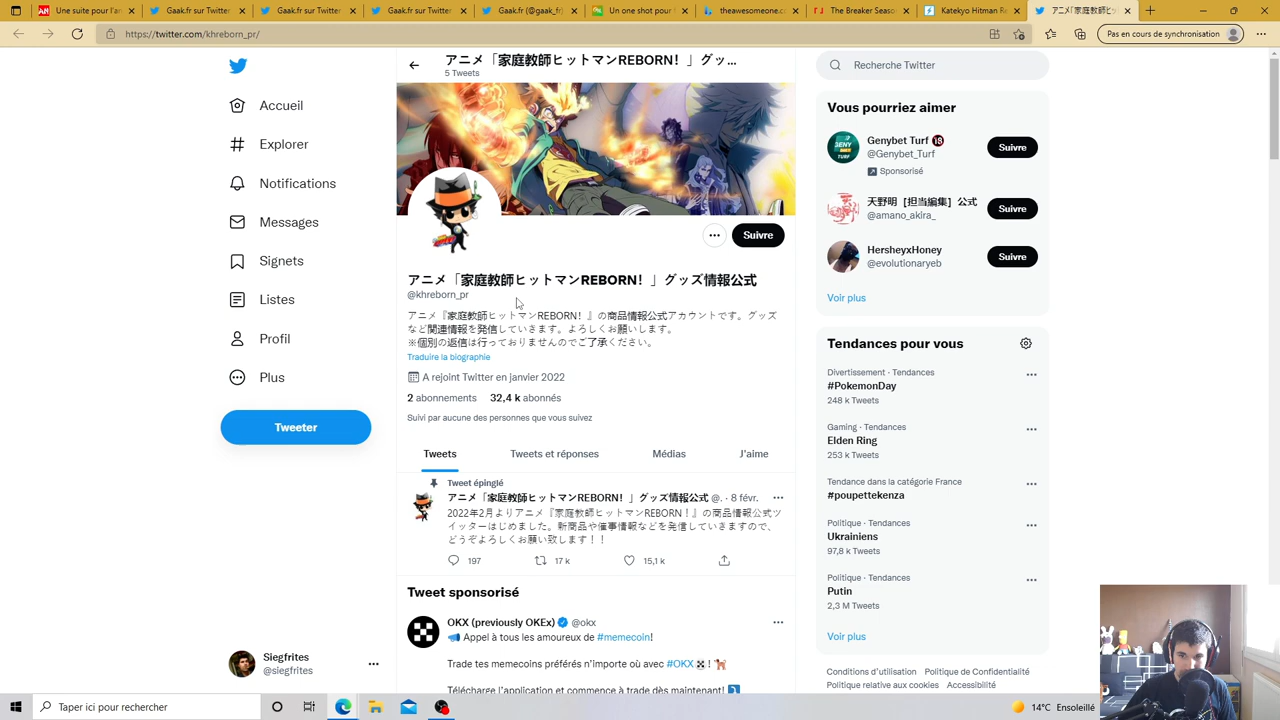 Une suite pour l'an
Gaak.fr sur Twitter
Gaak.fr sur Twitter
Gaak.fr sur Twitter
Gaak.fr (@gaak_fr)
Un one shot pour l
theawesomeone.c
The Breaker Seaso
Katekyo Hitman Re
アニメ「家庭教師ヒ
https://twitter.com/khreborn_pr/
Pas en cours de synchronisation
Accueil
Explorer
Notifications
Messages
Signets
Listes
Profil
Plus
Tweeter
Siegfrites
@siegfrites
アニメ「家庭教師ヒットマンREBORN！」グッ...
5 Tweets
Suivre
アニメ「家庭教師ヒットマンREBORN！」グッズ情報公式
@khreborn_pr
アニメ『家庭教師ヒットマンREBORN！』の商品情報公式アカウントです。グッズ
など関連情報を発信していきます。よろしくお願いします。
※個別の返信は行っておりませんのでご了承ください。
Traduire la biographie
A rejoint Twitter en janvier 2022
2 abonnements 32,4 k abonnés
Suivi par aucune des personnes que vous suivez
Tweets
Tweets et réponses
Médias
J'aime
Tweet épinglé
アニメ「家庭教師ヒットマンREBORN！」グッズ情報公式 @. · 8 févr.
2022年2月よりアニメ『家庭教師ヒットマンREBORN！』の商品情報公式ツ
イッターはじめました。新商品や催事情報などを発信していきますので、
どうぞよろしくお願い致します！！
197
17 k
15,1 k
Tweet sponsorisé
OKX (previously OKEx) @okx
📣 Appel à tous les amoureux de #memecoin!
Trade tes memecoins préférés n'importe où avec #OKX !
Télécharge l'application et commence à trade dès maintenant!
Recherche Twitter
Vous pourriez aimer
Genybet Turf 🔞
@Genybet_Turf
Sponsorisé
Suivre
天野明［担当編集］公式
@amano_akira_
Suivre
HersheyxHoney
@evolutionaryeb
Suivre
Voir plus
Tendances pour vous
Divertissement · Tendances
#PokemonDay
248 k Tweets
Gaming · Tendances
Elden Ring
253 k Tweets
Tendance dans la catégorie France
#poupettekenza
Politique · Tendances
Ukrainiens
97,8 k Tweets
Politique · Tendances
Putin
2,3 M Tweets
Voir plus
Conditions d'utilisation Politique de Confidentialité
Politique relative aux cookies Accessibilité
Taper ici pour rechercher
14°C Ensoleillé